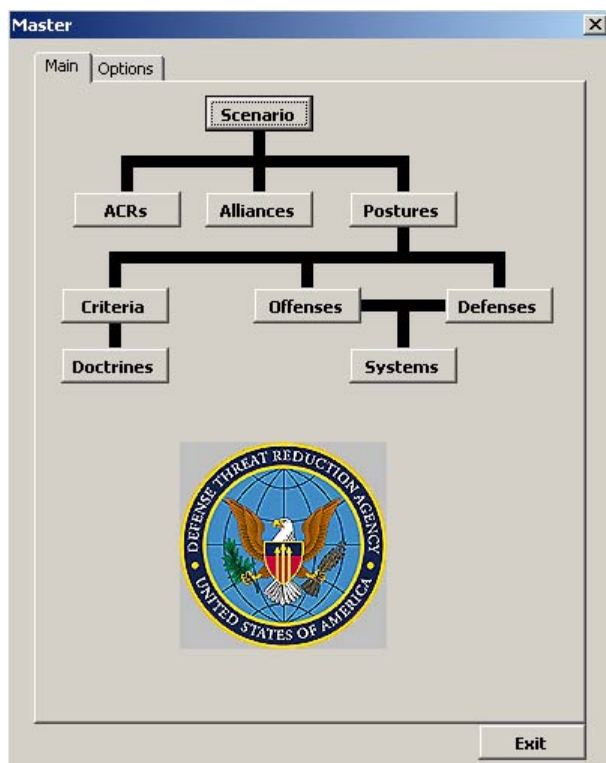 Master
Main Options
Scenario
ACRs Alliances Postures
Criteria Offenses Defenses
Doctrines Systems
DEFENSE THREAT REDUCTION AGENCY
UNITED STATES OF AMERICA
Exit